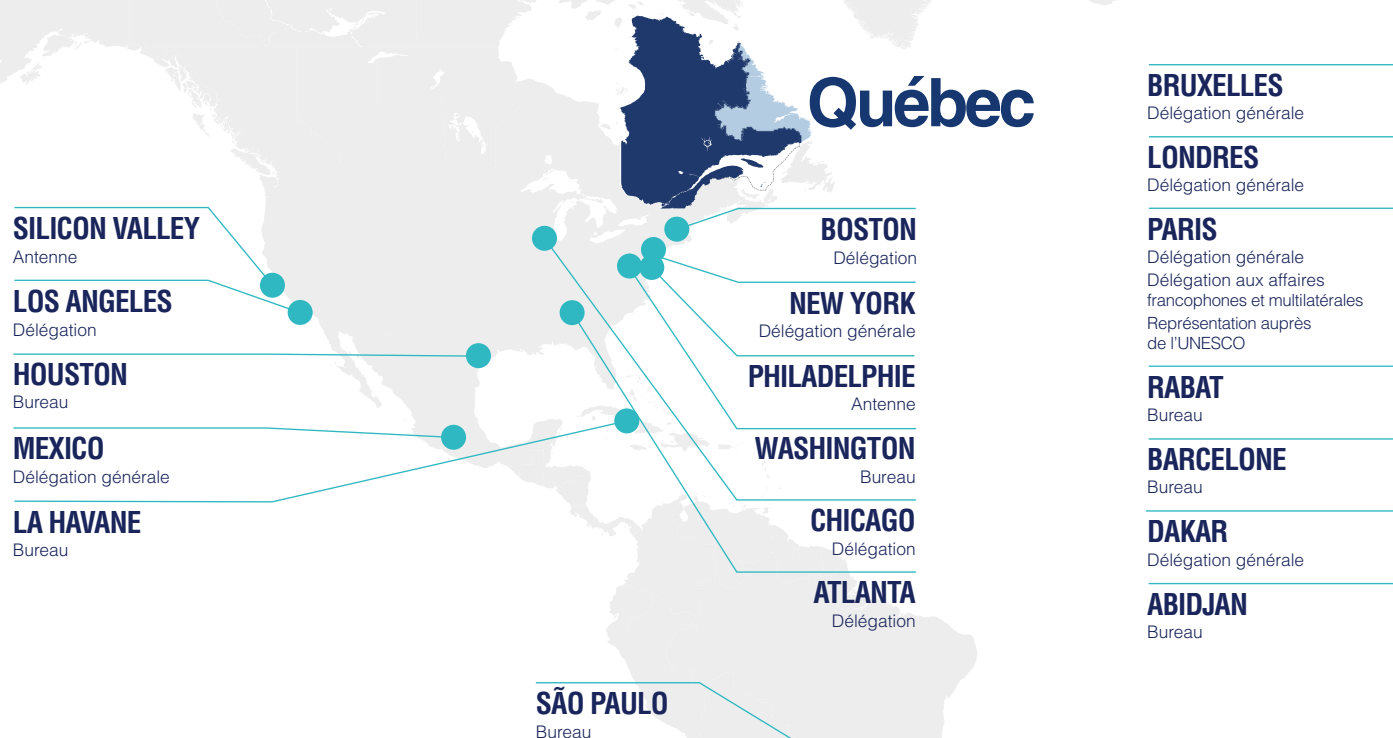 Québec
SILICON VALLEY
Antenne
LOS ANGELES
Délégation
HOUSTON
Bureau
MEXICO
Délégation générale
LA HAVANE
Bureau
BOSTON
Délégation
NEW YORK
Délégation générale
PHILADELPHIE
Antenne
WASHINGTON
Bureau
CHICAGO
Délégation
ATLANTA
Délégation
SÃO PAULO
Bureau
BRUXELLES
Délégation générale
LONDRES
Délégation générale
PARIS
Délégation générale
Délégation aux affaires
francophones et multilatérales
Représentation auprès
de l’UNESCO
RABAT
Bureau
BARCELONE
Bureau
DAKAR
Délégation générale
ABIDJAN
Bureau